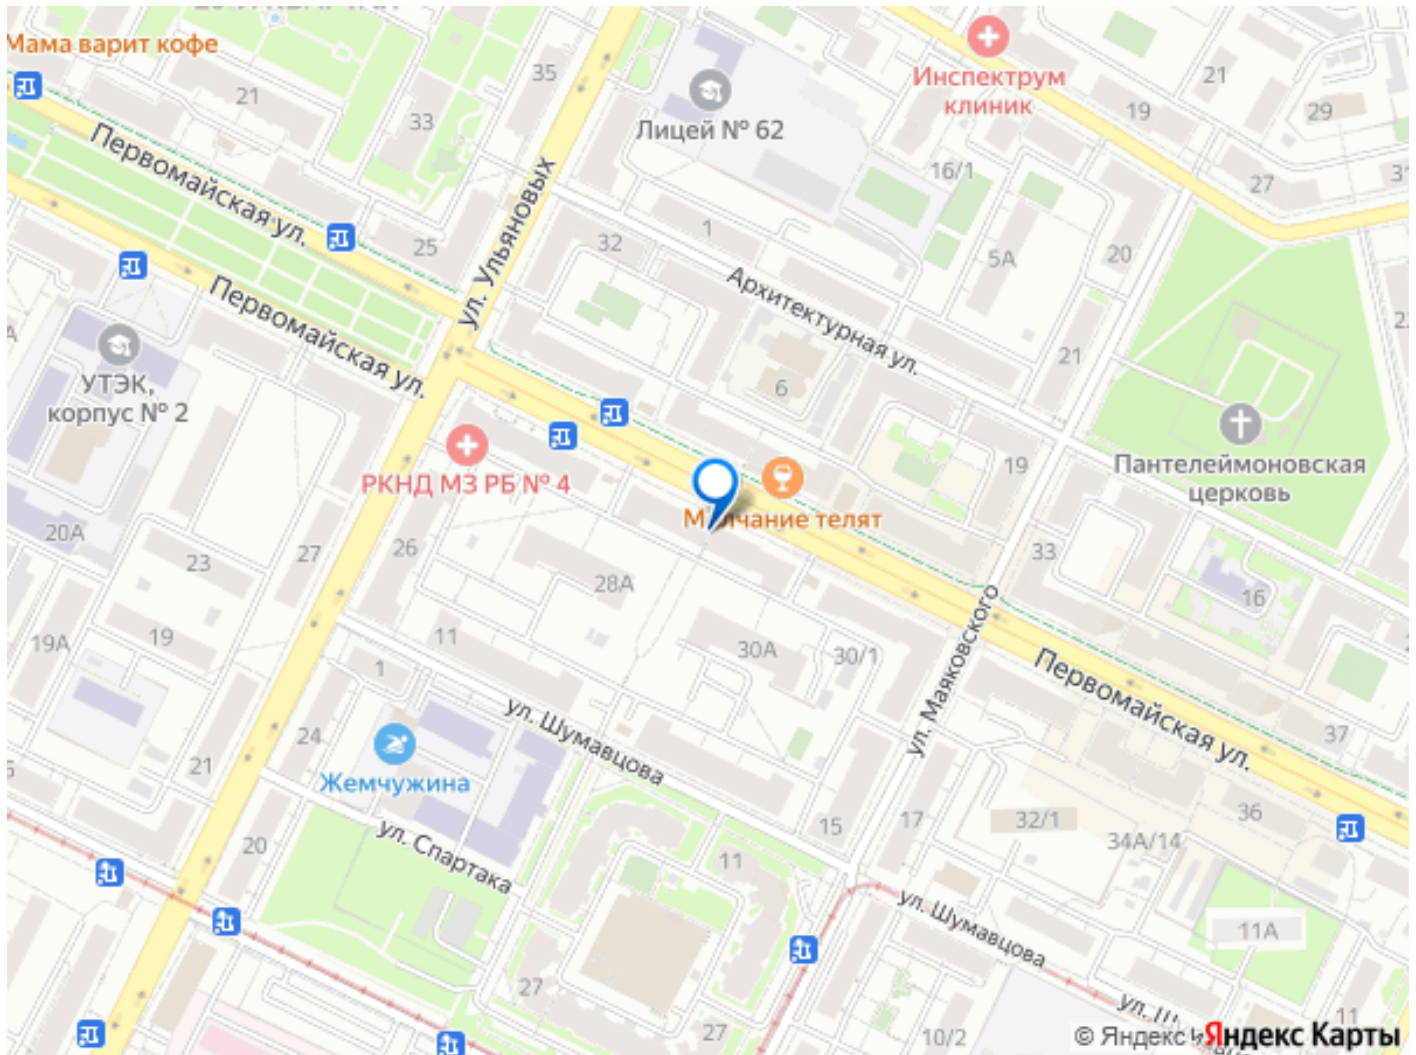 Мама варит кофе
21
35
33
Лицей № 62
Инспектрум
клиник
21
19
29
16/1
27
Первомайская ул.
ул. Ульяновых
25
32
1
5А
20
Первомайская ул.
Архитектурная ул.
УТЭК,
корпус № 2
6
21
19
Пантелеймоновская
церковь
РКНД МЗ РБ № 4
Молчание телят
20А
23
27
26
28А
33
16
19А
19
11
1
30А
30/1
ул. Маяковского
Первомайская ул.
37
24
21
ул. Шумавцова
Жемчужина
ул. Спартака
20
15
17
32/1
34А/14
36
11
ул. Шумавцова
11А
27
27
10/2
11
© Яндекс
Яндекс Карты